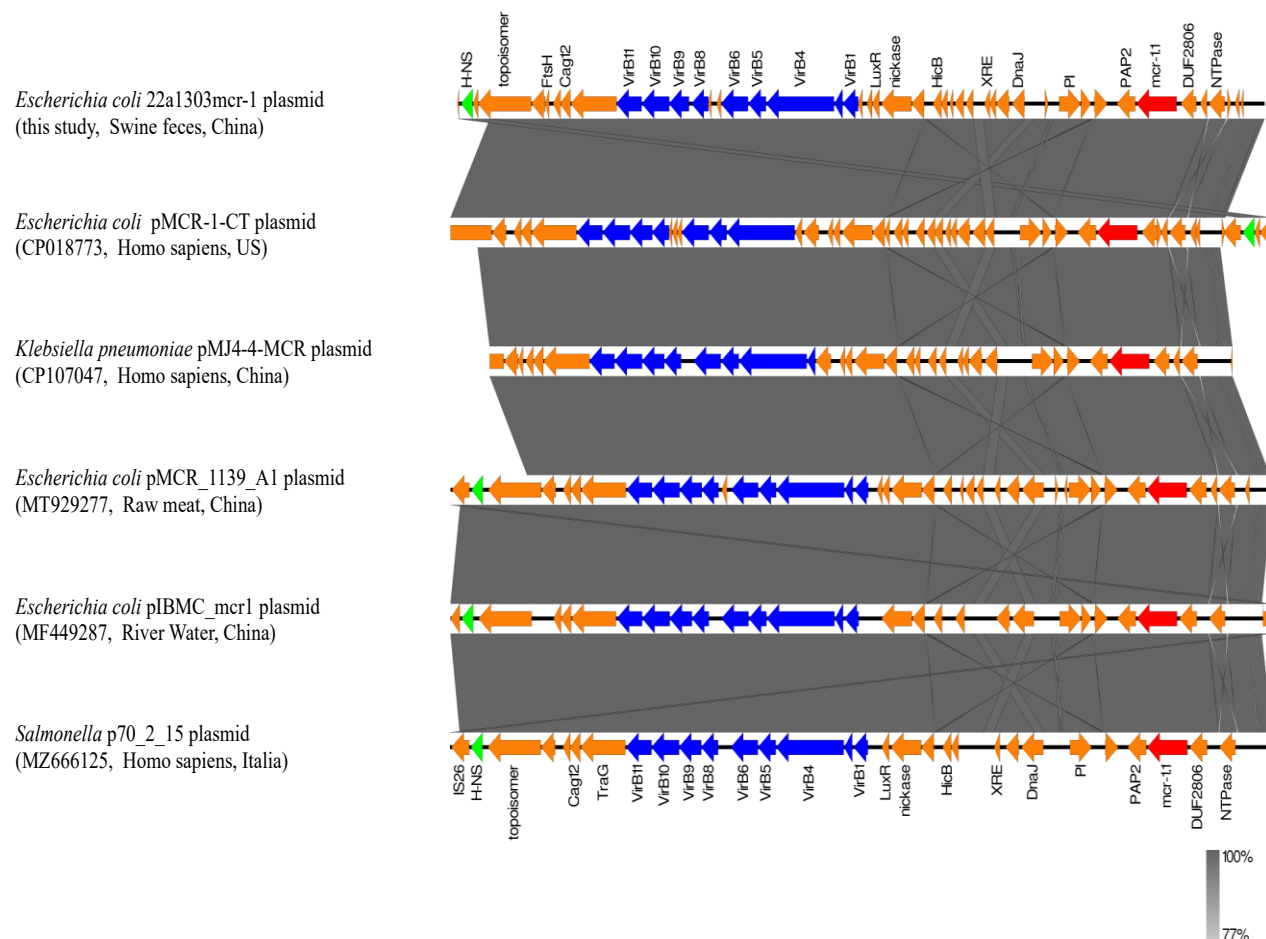 H-NS
topoisomer
FtsH
Cag12
VirB11
VirB10
VirB9
VirB8
VirB6
VirB5
VirB4
VirB1
LuxR
nickase
HicB
XRE
DnaJ
PI
PAP2
mcr-1.1
DUF2806
NTPase
Escherichia coli 22a1303mcr-1 plasmid
(this study, Swine feces, China)
Escherichia coli pMCR-1-CT plasmid
(CP018773, Homo sapiens, US)
Klebsiella pneumoniae pMJ4-4-MCR plasmid
(CP107047, Homo sapiens, China)
Escherichia coli pMCR_1139_A1 plasmid
(MT929277, Raw meat, China)
Escherichia coli pIBMC_mcr1 plasmid
(MF449287, River Water, China)
Salmonella p70_2_15 plasmid
(MZ666125, Homo sapiens, Italia)
IS26
H-NS
topoisomer
Cag12
TraG
VirB11
VirB10
VirB9
VirB8
VirB6
VirB5
VirB4
VirB1
LuxR
nickase
HicB
XRE
DnaJ
PI
PAP2
mcr-1.1
DUF2806
NTPase
100%
77%